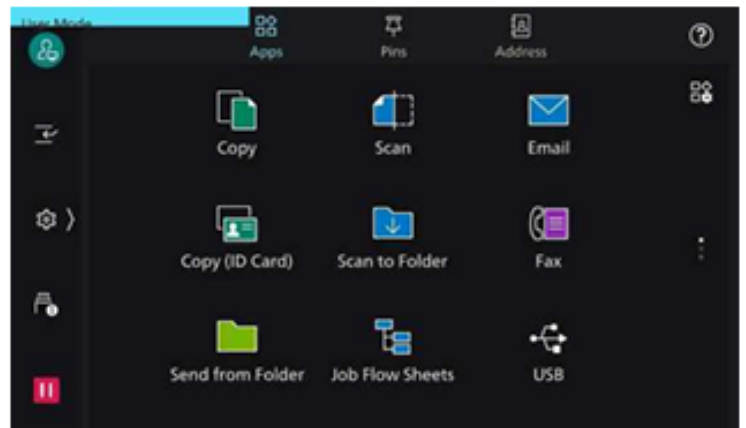 User Mode
Apps
Pins
Address
Copy
Scan
Email
Copy (ID Card)
Scan to Folder
Fax
Send from Folder
Job Flow Sheets
USB